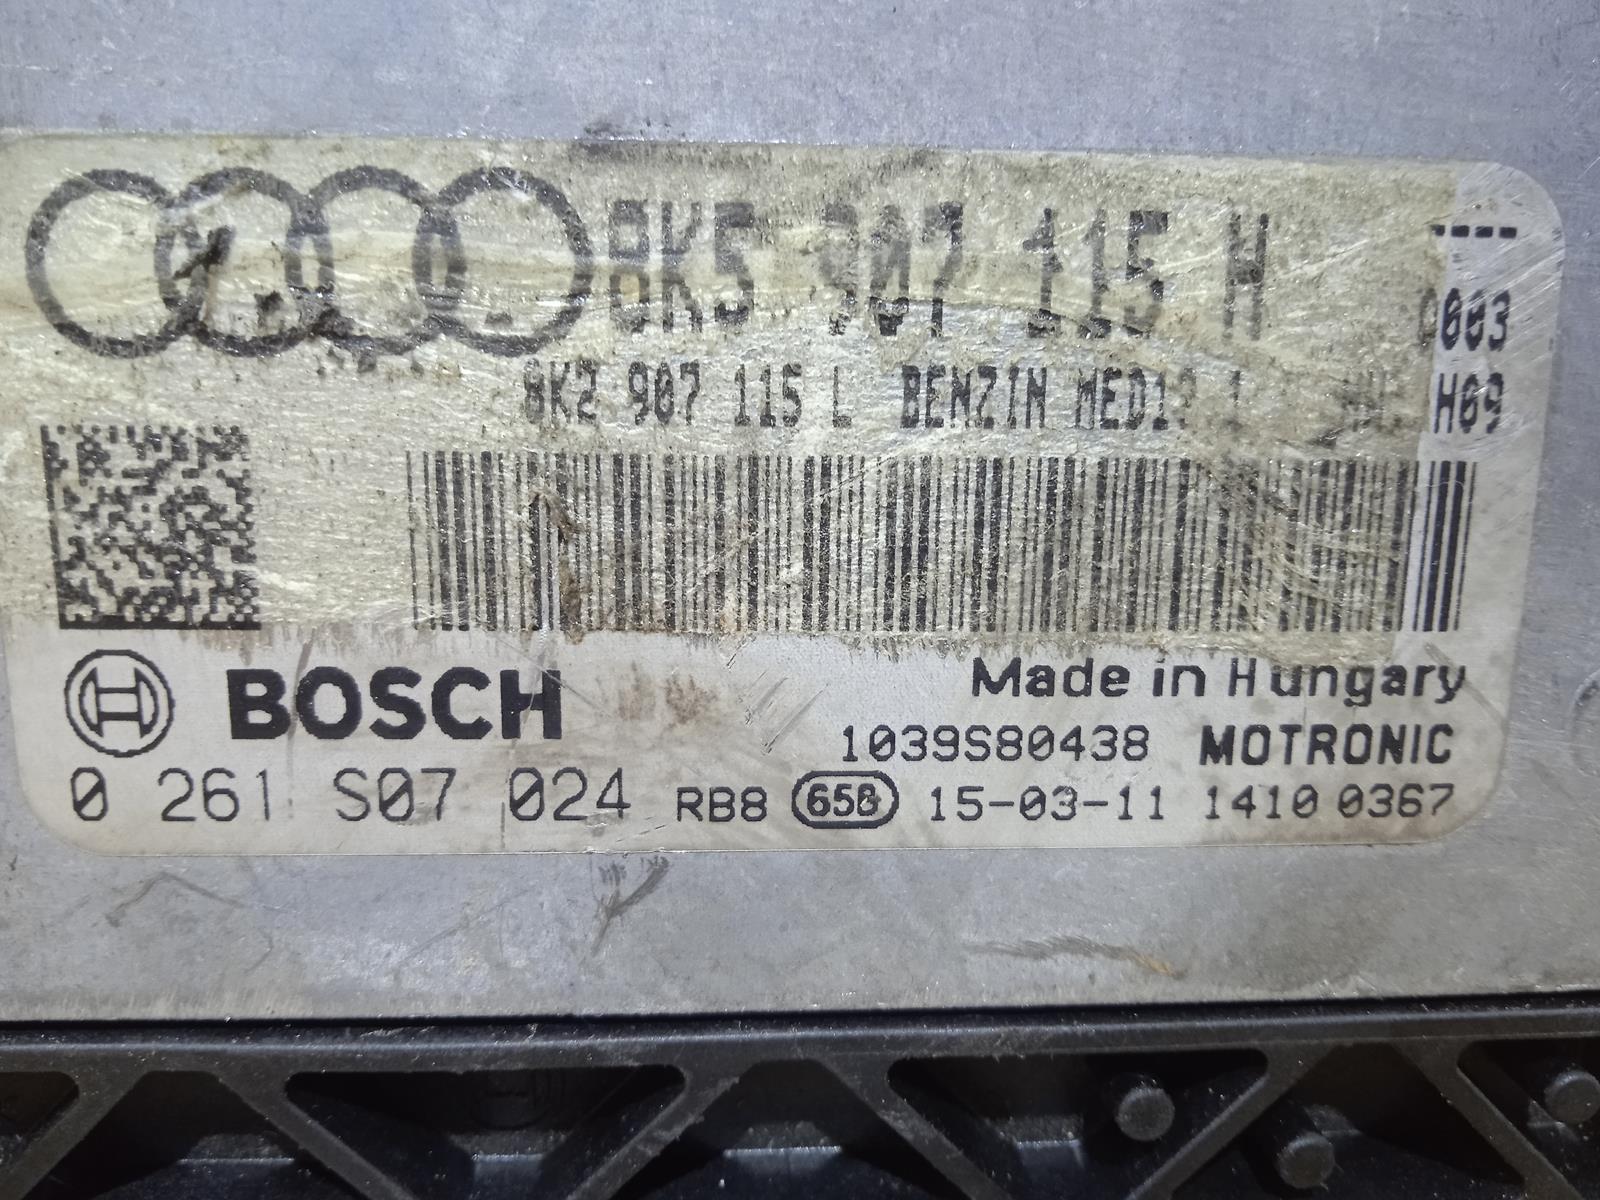 8K5 907 115 H ----
8K2 907 115 L BENZIN 0003
H09
BOSCH
Made in Hungary
1039S80438 MOTRONIC
0 261 S07 024 RB8 658 15-03-11 1410 0367